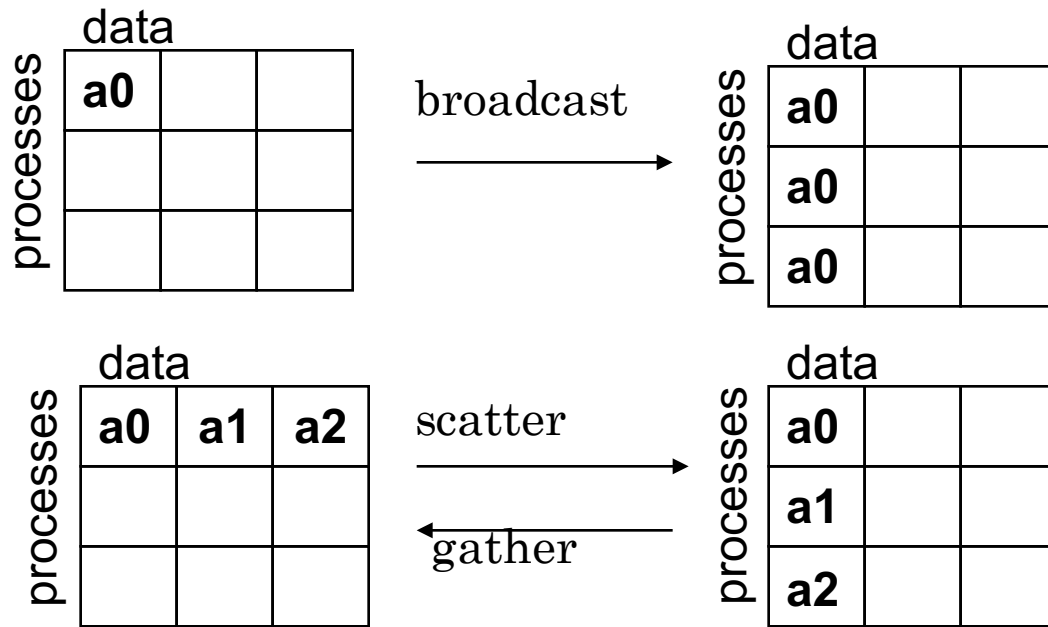 data
data
processes
a0
broadcast
processes
a0
a0
a0
data
data
processes
a0 a1 a2
scatter
gather
processes
a0
a1
a2